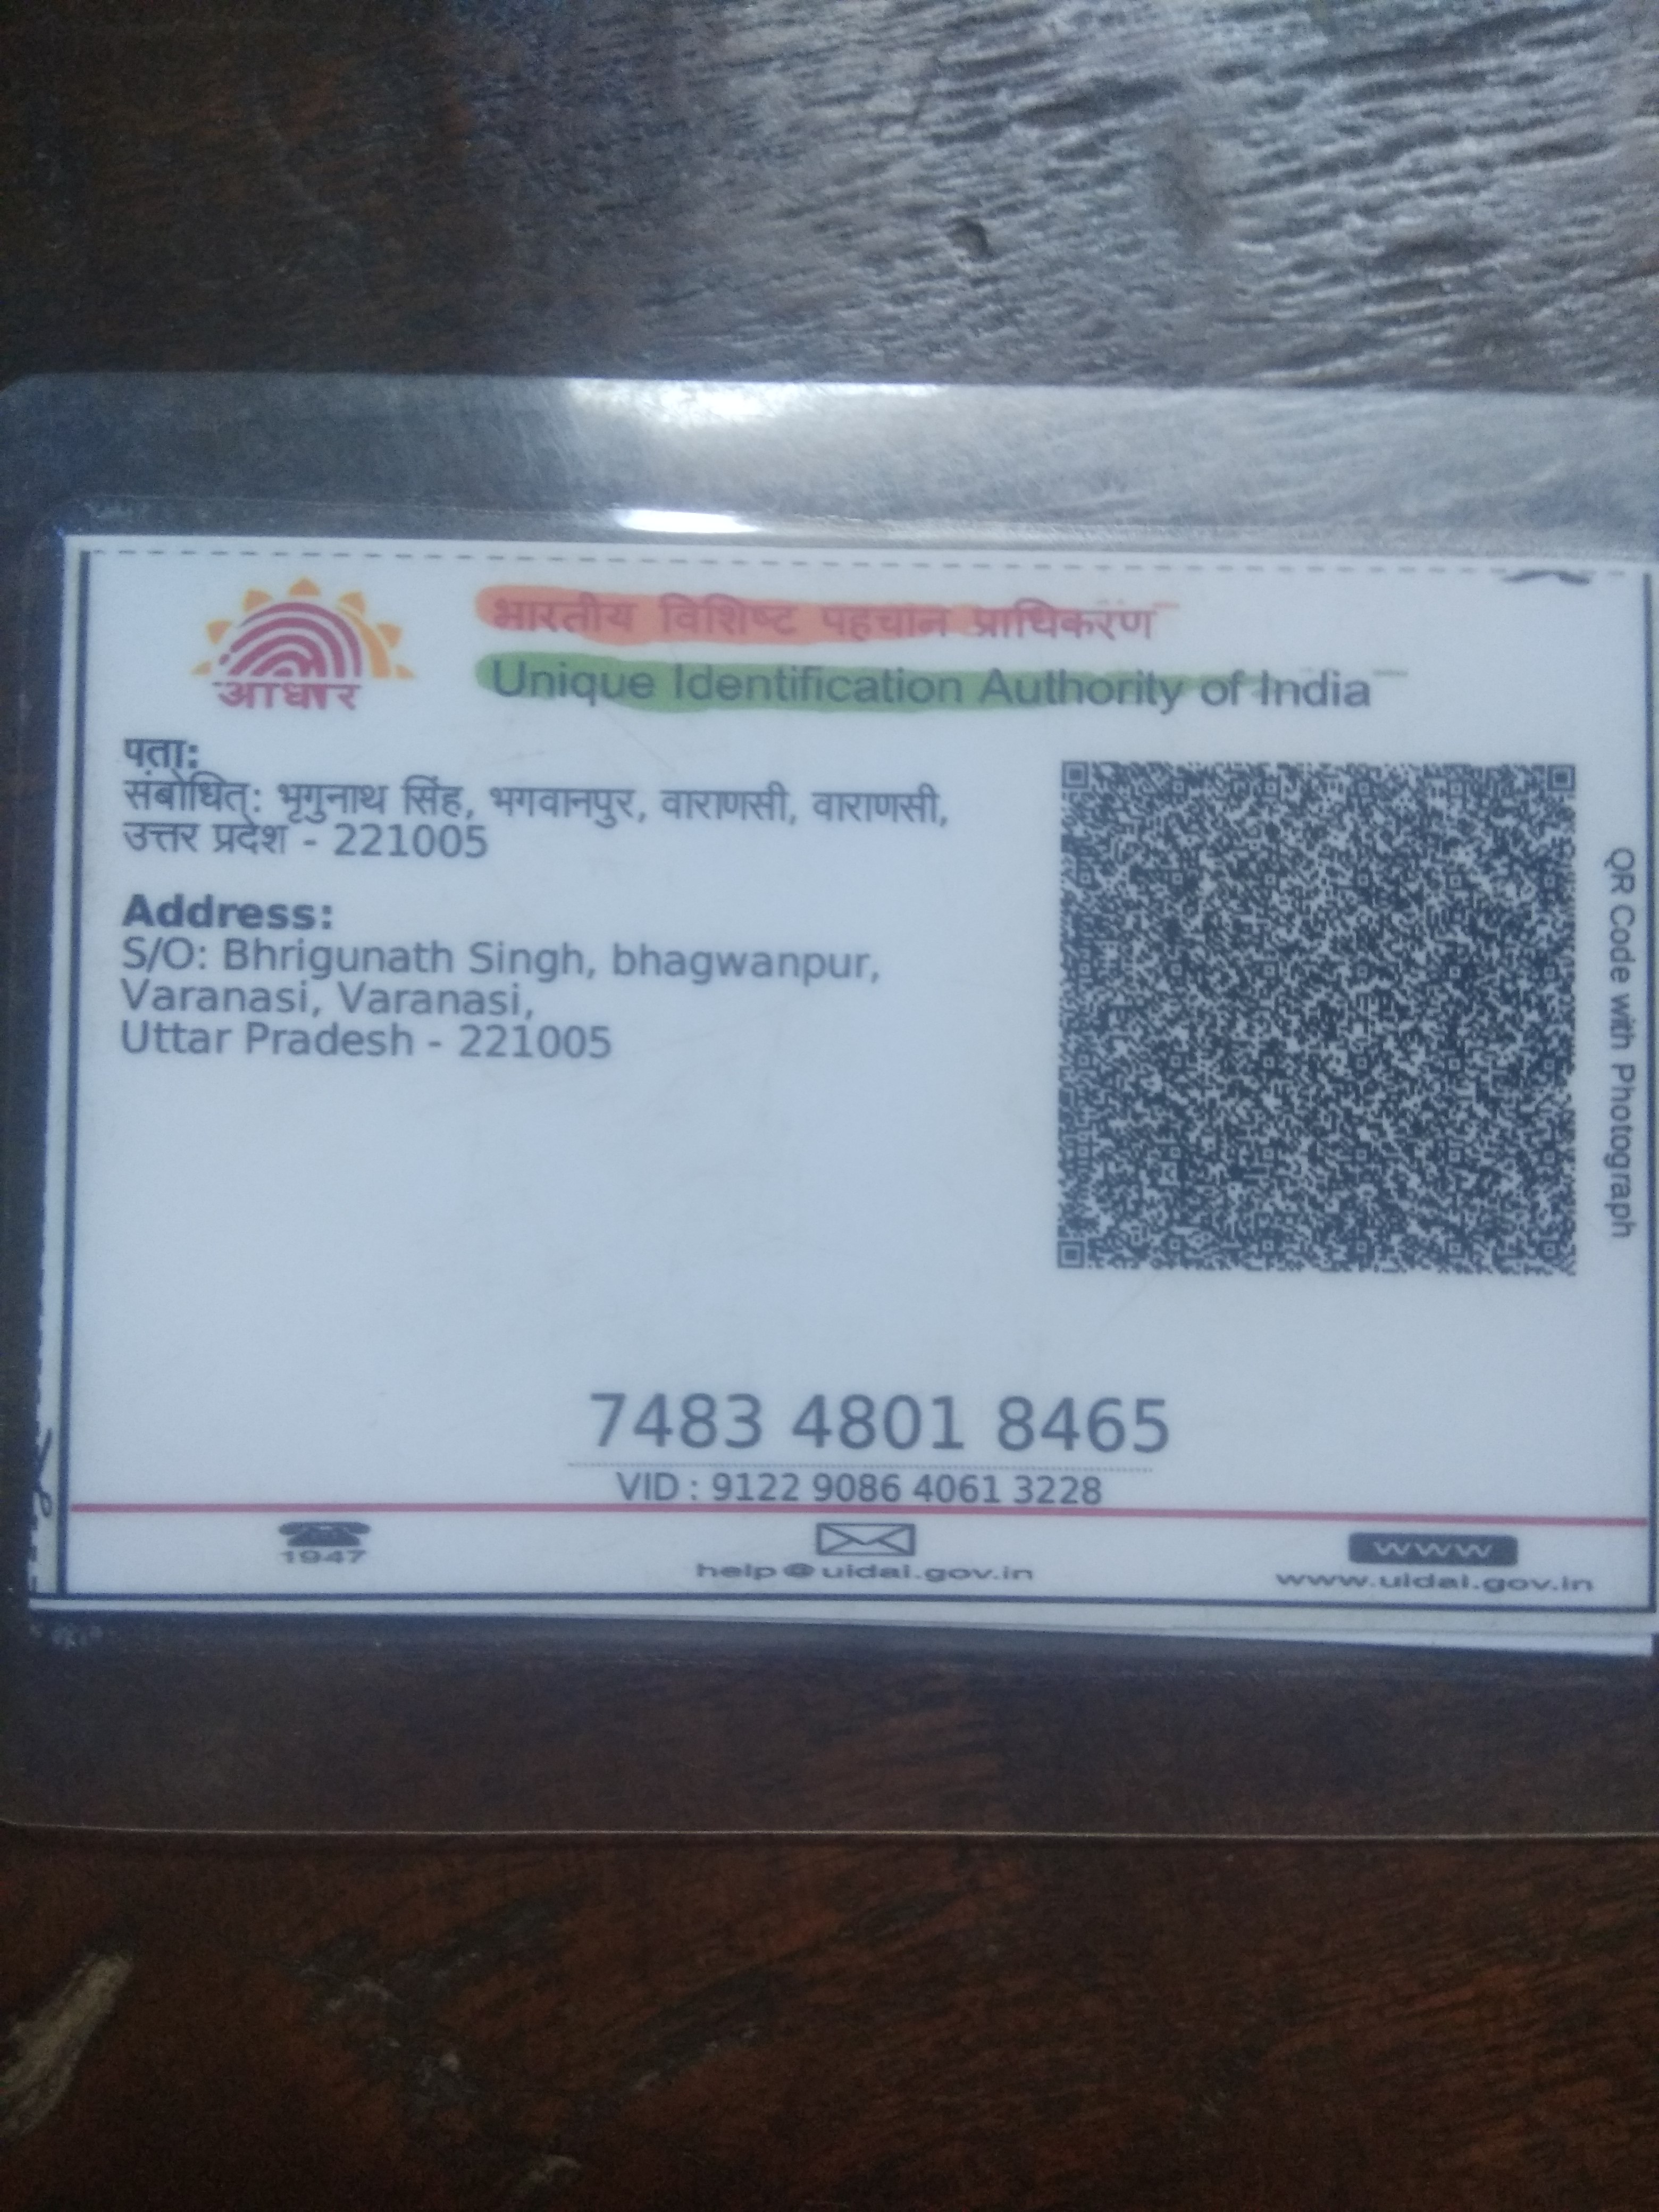 आधार
भारतीय विशिष्ट पहचान प्राधिकरण
Unique Identification Authority of India
पता:
संबोधित: भृगुनाथ सिंह, भगवानपुर, वाराणसी, वाराणसी,
उत्तर प्रदेश - 221005
Address:
S/O: Bhrigunath Singh, bhagwanpur,
Varanasi, Varanasi,
Uttar Pradesh - 221005
QR Code with Photograph
7483 4801 8465
VID : 9122 9086 4061 3228
1947
help@uidai.gov.in
www
www.uidai.gov.in